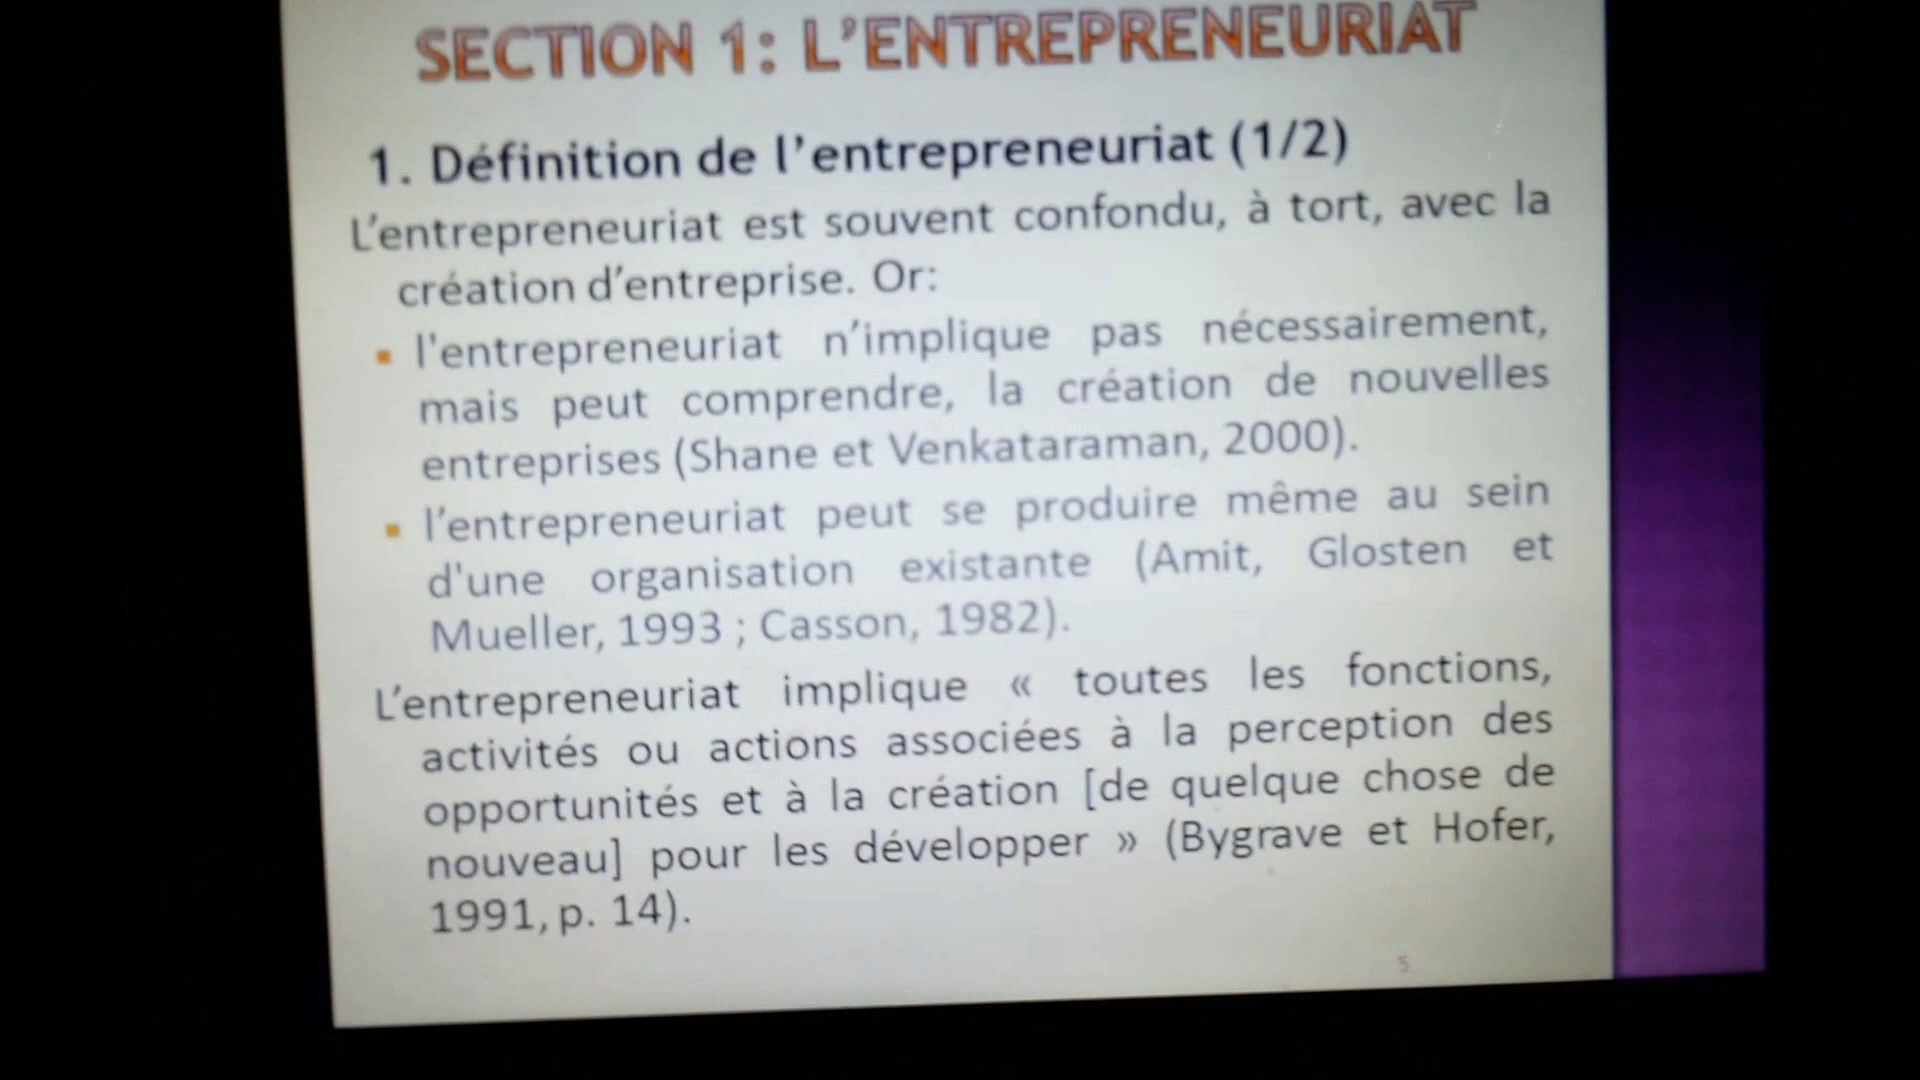 SECTION 1: L’ENTREPRENEURIAT
1. Définition de l’entrepreneuriat (1/2)
L’entrepreneuriat est souvent confondu, à tort, avec la
création d’entreprise. Or:
▪ l'entrepreneuriat n’implique pas nécessairement,
mais peut comprendre, la création de nouvelles
entreprises (Shane et Venkataraman, 2000).
▪ l’entrepreneuriat peut se produire même au sein
d'une organisation existante (Amit, Glosten et
Mueller, 1993 ; Casson, 1982).
L’entrepreneuriat implique « toutes les fonctions,
activités ou actions associées à la perception des
opportunités et à la création [de quelque chose de
nouveau] pour les développer » (Bygrave et Hofer,
1991, p. 14).
5